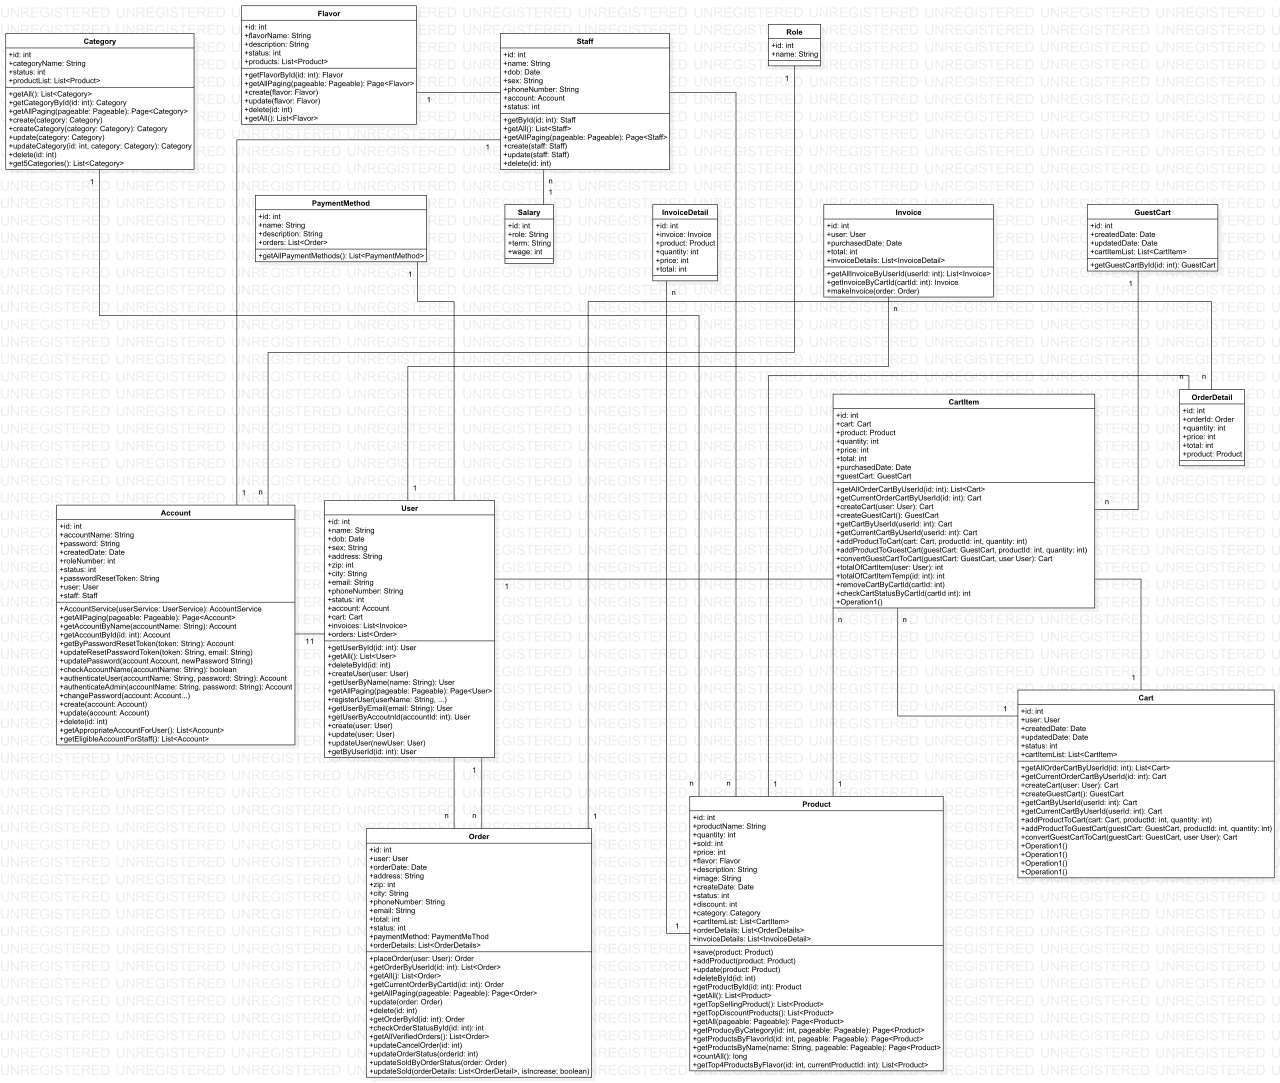 Flavor
+id: int
+flavorName: String
+description: String
+status: int
+products: List<Product>
+getFlavorById(id: int): Flavor
+getAllPaging(pageable: Pageable): Page<Flavor>
+create(flavor: Flavor)
+update(flavor: Flavor)
+delete(id: int)
+getAll(): List<Flavor>
1
Category
+id: int
+categoryName: String
+status: int
+productList: List<Product>
+getAll(): List<Category>
+getCategoryById(id: int): Category
+getAllPaging(pageable: Pageable): Page<Category>
+create(category: Category)
+createCategory(category: Category): Category
+update(category: Category)
+updateCategory(id: int, category: Category): Category
+delete(id: int)
+get5Categories(): List<Category>
1
Staff
+id: int
+name: String
+dob: Date
+sex: String
+phoneNumber: String
+account: Account
+status: int
+getById(id: int): Staff
+getAll(): List<Staff>
+getAllPaging(pageable: Pageable): Page<Staff>
+create(staff: Staff)
+update(staff: Staff)
+delete(id: int)
1
n
1
Role
+id: int
+name: String
1
PaymentMethod
+id: int
+name: String
+description: String
+orders: List<Order>
+getAllPaymentMethods(): List<PaymentMethod>
1
Salary
+id: int
+role: String
+term: String
+wage: int
InvoiceDetail
+id: int
+invoice: Invoice
+product: Product
+quantity: int
+price: int
+total: int
n
Invoice
+id: int
+user: User
+purchasedDate: Date
+total: int
+invoiceDetails: List<InvoiceDetail>
+getAllInvoiceByUserId(userId: int): List<Invoice>
+getInvoiceByCartId(cartId: int): Invoice
+makeInvoice(order: Order)
n
GuestCart
+id: int
+createdDate: Date
+updatedDate: Date
+cartItemList: List<CartItem>
+getGuestCartById(id: int): GuestCart
1
n
n
OrderDetail
+id: int
+orderId: Order
+quantity: int
+price: int
+total: int
+product: Product
CartItem
+id: int
+cart: Cart
+product: Product
+quantity: int
+price: int
+total: int
+purchasedDate: Date
+guestCart: GuestCart
+getAllOrderCartByUserId(id: int): List<Cart>
+getCurrentOrderCartByUserId(id: int): Cart
+createCart(user: User): Cart
+createGuestCart(): GuestCart
+getCartByUserId(userId: int): Cart
+getCurrentCartByUserId(userId: int): Cart
+addProductToCart(cart: Cart, productId: int, quantity: int)
+addProductToGuestCart(guestCart: GuestCart, productId: int, quantity: int)
+convertGuestCartToCart(guestCart: GuestCart, user User): Cart
+totalOfCartItem(user: User): int
+totalOfCartItemTemp(id: int): int
+removeCartByCartId(cartId: int)
+checkCartStatusByCartId(cartId int): int
+Operation1()
n
n
n
1
n
1
Account
+id: int
+accountName: String
+password: String
+createdDate: Date
+roleNumber: int
+status: int
+passwordResetToken: String
+user: User
+staff: Staff
+AccountService(userService: UserService): AccountService
+getAllPaging(pageable: Pageable): Page<Account>
+getAccountByName(accountName: String): Account
+getAccountById(id: int): Account
+getByPasswordResetToken(token: String): Account
+updateResetPasswordToken(token: String, email: String)
+updatePassword(account Account, newPassword String)
+checkAccountName(accountName: String): boolean
+authenticateUser(accountName: String, password: String): Account
+authenticateAdmin(accountName: String, password: String): Account
+changePassword(account: Account...)
+create(account: Account)
+update(account: Account)
+delete(id: int)
+getAppropriateAccountForUser(): List<Account>
+getEligibleAccountForStaff(): List<Account>
11
User
+id: int
+name: String
+dob: Date
+sex: String
+address: String
+zip: int
+city: String
+email: String
+phoneNumber: String
+status: int
+account: Account
+cart: Cart
+invoices: List<Invoice>
+orders: List<Order>
+getUserById(id: int): User
+getAll(): List<User>
+deleteById(id: int)
+createUser(user: User)
+getUserByName(name: String): User
+getAllPaging(pageable: Pageable): Page<User>
+registerUser(userName: String, ...)
+getUserByEmail(email: String): User
+getUserByAccoutnId(accountId: int): User
+create(user: User)
+update(user: User)
+updateUser(newUser: User)
+getByUserId(id: int): User
1
1
n
n
1
Cart
+id: int
+user: User
+createdDate: Date
+updatedDate: Date
+status: int
+cartitemList: List<CartItem>
+getAllOrderCartByUserId(id: int): List<Cart>
+getCurrentOrderCartByUserId(id: int): Cart
+createCart(user: User): Cart
+createGuestCart(): GuestCart
+getCartByUserId(userId: int): Cart
+getCurrentCartByUserId(userId: int): Cart
+addProductToCart(cart: Cart, productId: int, quantity: int)
+addProductToGuestCart(guestCart: GuestCart, productId: int, quantity: int)
+convertGuestCartToCart(guestCart: GuestCart, user User): Cart
+Operation1()
+Operation1()
+Operation1()
+Operation1()
1
1
Order
+id: int
+user: User
+orderDate: Date
+address: String
+zip: int
+city: String
+phoneNumber: String
+email: String
+total: int
+status: int
+paymentMethod: PaymentMeThod
+orderDetails: List<OrderDetails>
+placeOrder(user: User): Order
+getOrderByUserId(id: int): List<Order>
+getAll(): List<Order>
+getCurrentOrderByCartId(id: int): Order
+getAllPaging(pageable: Pageable): Page<Order>
+update(order: Order)
+delete(id: int)
+getOrderById(id: int): Order
+checkOrderStatusById(id: int): int
+getAllVerifiedOrders(): List<Order>
+updateCancelOrder(id: int)
+updateOrderStatus(orderId: int)
+updateSoldByOrderStatus(order: Order)
+updateSold(orderDetails: List<OrderDetail>, isIncrease: boolean)
1
n
n
1
1
1
Product
+id: int
+productName: String
+quantity: int
+sold: int
+price: int
+flavor: Flavor
+description: String
+image: String
+createDate: Date
+status: int
+discount: int
+category: Category
+cartItemList: List<CartItem>
+orderDetails: List<OrderDetails>
+invoiceDetails: List<InvoiceDetail>
+save(product: Product)
+addProduct(product: Product)
+update(product: Product)
+deleteById(id: int)
+getProductById(id: int): Product
+getAll(): List<Product>
+getTopSellingProduct(): List<Product>
+getTopDiscountProducts(): List<Product>
+getAll(pageable: Pageable): Page<Product>
+getProducyByCategory(id: int, pageable: Pageable): Page<Product>
+getProductsByFlavorId(id: int, pageable: Pageable): Page<Product>
+getProductsByName(name: String, pageable: Pageable): Page<Product>
+countAll(): long
+getTop4ProductsByFlavor(id: int, currentProductId: int): List<Product>